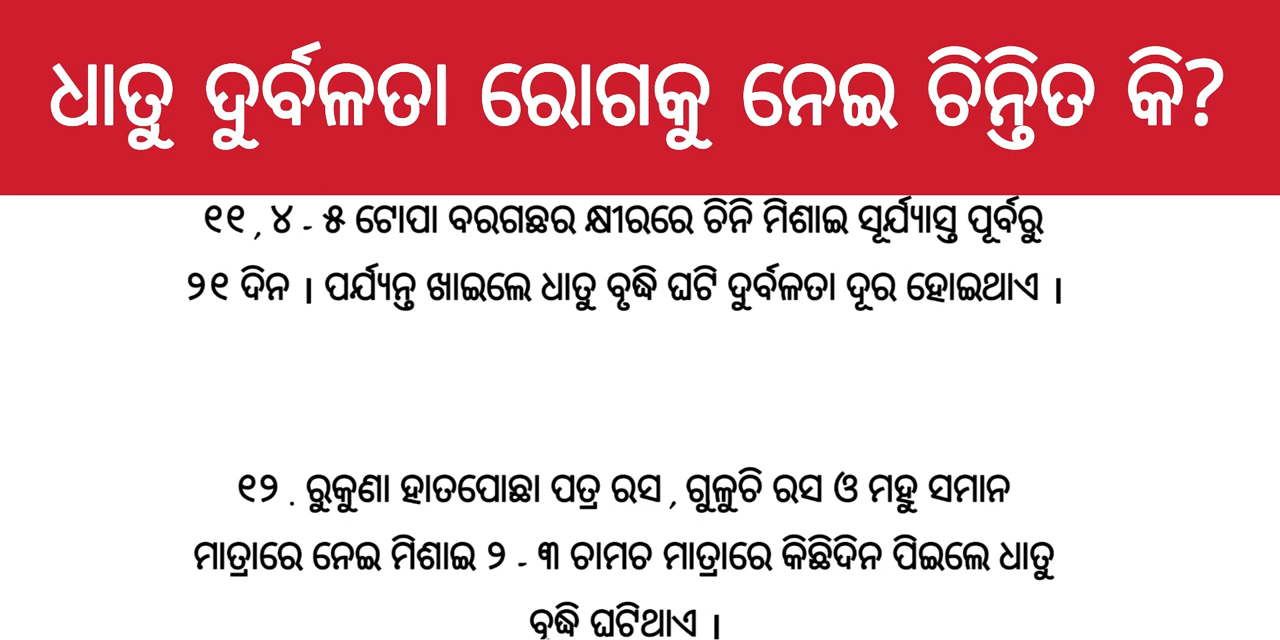 ଧାତୁ ଦୁର୍ବଳତା ରୋଗକୁ ନେଇ ଚିନ୍ତିତ କି?
୧୧ , ୪ - ୫ ଟୋପା ବରଗଛର କ୍ଷୀରରେ ଚିନି ମିଶାଇ ସୂର୍ଯ୍ୟାସ୍ତ ପୂର୍ବରୁ
୨୧ ଦିନ । ପର୍ଯ୍ୟନ୍ତ ଖାଇଲେ ଧାତୁ ବୃଦ୍ଧି ଘଟି ଦୁର୍ବଳତା ଦୂର ହୋଇଥାଏ ।
୧୨ . ରୁକୁଣା ହାତପୋଛା ପତ୍ର ରସ , ଗୁଳୁଚି ରସ ଓ ମହୁ ସମାନ
ମାତ୍ରାରେ ନେଇ ମିଶାଇ ୨ - ୩ ଚାମଚ ମାତ୍ରାରେ କିଛିଦିନ ପିଇଲେ ଧାତୁ
ବୃଦ୍ଧି ଘଟିଥାଏ ।